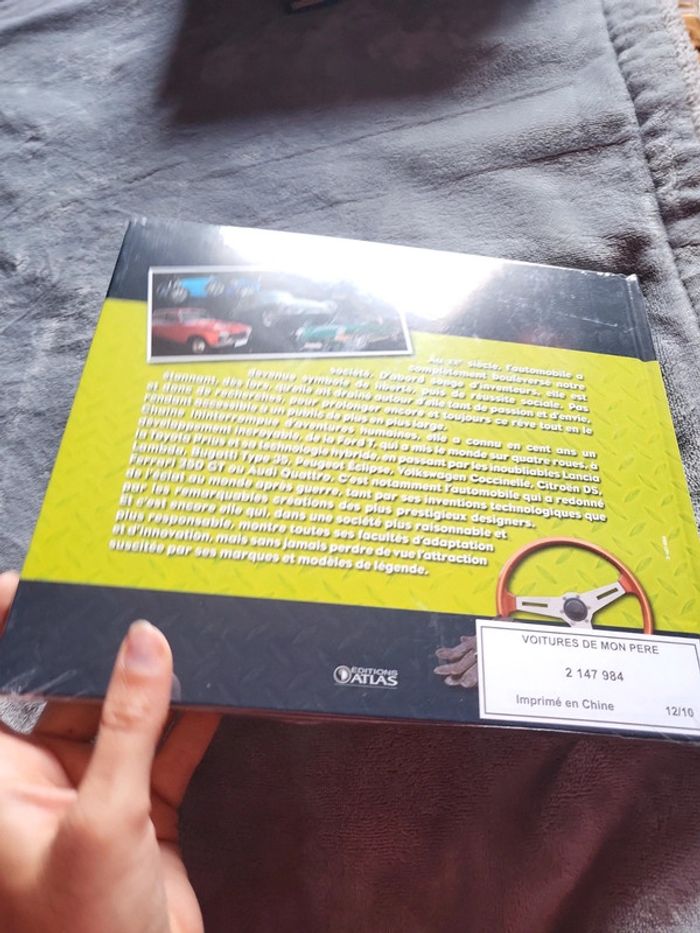 Au XXe siècle, l'automobile a
complètement bouleversé notre
société. D'abord songe d'inventeurs, elle est
devenue symbole de liberté, puis de réussite sociale. Pas
étonnant, dès lors, qu'elle ait drainé autour d'elle tant de passion et d'envie,
et donc de recherches, pour prolonger encore et toujours ce rêve tout en le
rendant accessible à un public de plus en plus large.
Chaîne ininterrompue d'aventures humaines, elle a connu en cent ans un
développement incroyable, de la Ford T, qui a mis le monde sur quatre roues, à
la Toyota Prius et sa technologie hybride, en passant par les inoubliables Lancia
Lambda, Bugatti Type 35, Peugeot Eclipse, Volkswagen Coccinelle, Citroën DS,
Ferrari 250 GT ou Audi Quattro. C'est notamment l'automobile qui a redonné
de l'éclat au monde d'après guerre, tant par ses inventions technologiques que
par les remarquables créations des plus prestigieux designers.
Et c'est encore elle qui, dans une société plus raisonnable et
plus responsable, montre toutes ses facultés d'adaptation
et d'innovation, mais sans jamais perdre de vue l'attraction
suscitée par ses marques et modèles de légende.
EDITIONS
ATLAS
VOITURES DE MON PERE
2 147 984
Imprimé en Chine 12/10